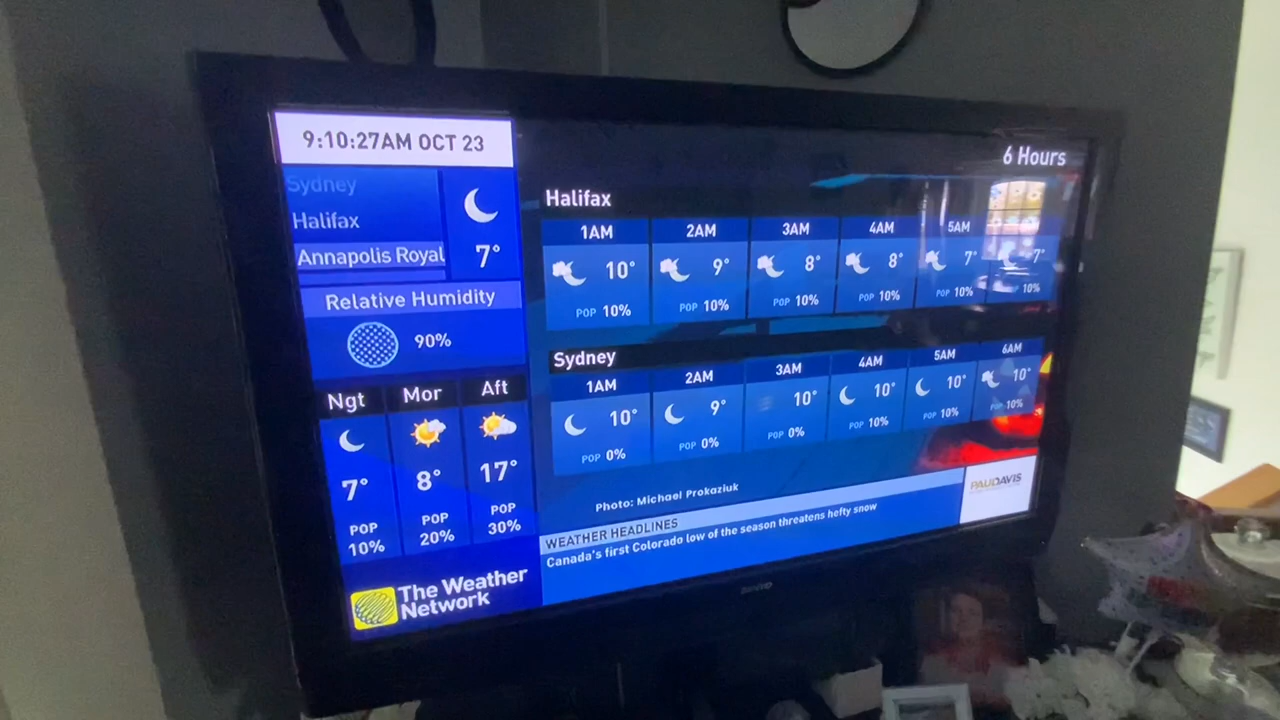 9:10:27AM OCT 23
Sydney
Halifax
Annapolis Royal
7°
Relative Humidity
90%
Ngt Mor Aft
7° 8° 17°
POP POP POP
10% 20% 30%
The Weather
Network
6 Hours
Halifax
1AM 2AM 3AM 4AM 5AM
10° 9° 8° 8° 7° 7°
POP 10% POP 10% POP 10% POP 10% POP 10% POP 10%
Sydney
1AM 2AM 3AM 4AM 5AM 6AM
10° 9° 10° 10° 10° 10°
POP 0% POP 0% POP 0% POP 10% POP 10% POP 10%
Photo: Michael Prokaziuk
PAUL DAVIS
WEATHER HEADLINES
Canada's first Colorado low of the season threatens hefty snow
SANYO